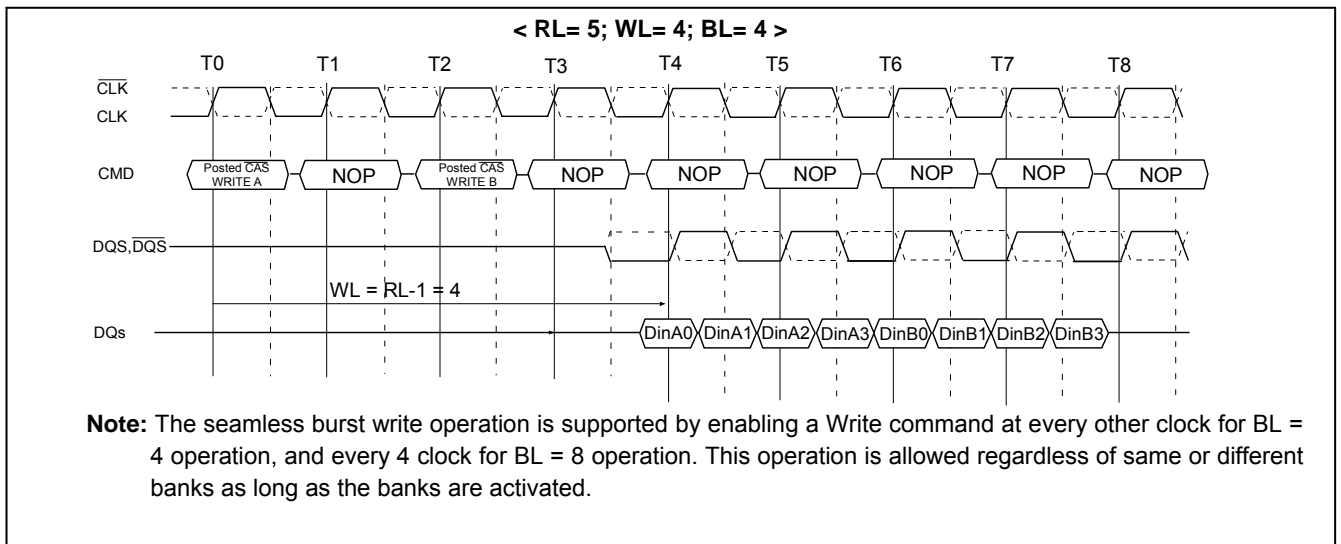 < RL= 5; WL= 4; BL= 4 >
T0 T1 T2 T3 T4 T5 T6 T7 T8
CLK
CLK
CMD
Posted CAS
WRITE A
NOP
Posted CAS
WRITE B
NOP
NOP
NOP
NOP
NOP
NOP
DQS,DQS
WL = RL-1 = 4
DQs
DinA0 DinA1 DinA2 DinA3 DinB0 DinB1 DinB2 DinB3
Note: The seamless burst write operation is supported by enabling a Write command at every other clock for BL =
4 operation, and every 4 clock for BL = 8 operation. This operation is allowed regardless of same or different
banks as long as the banks are activated.